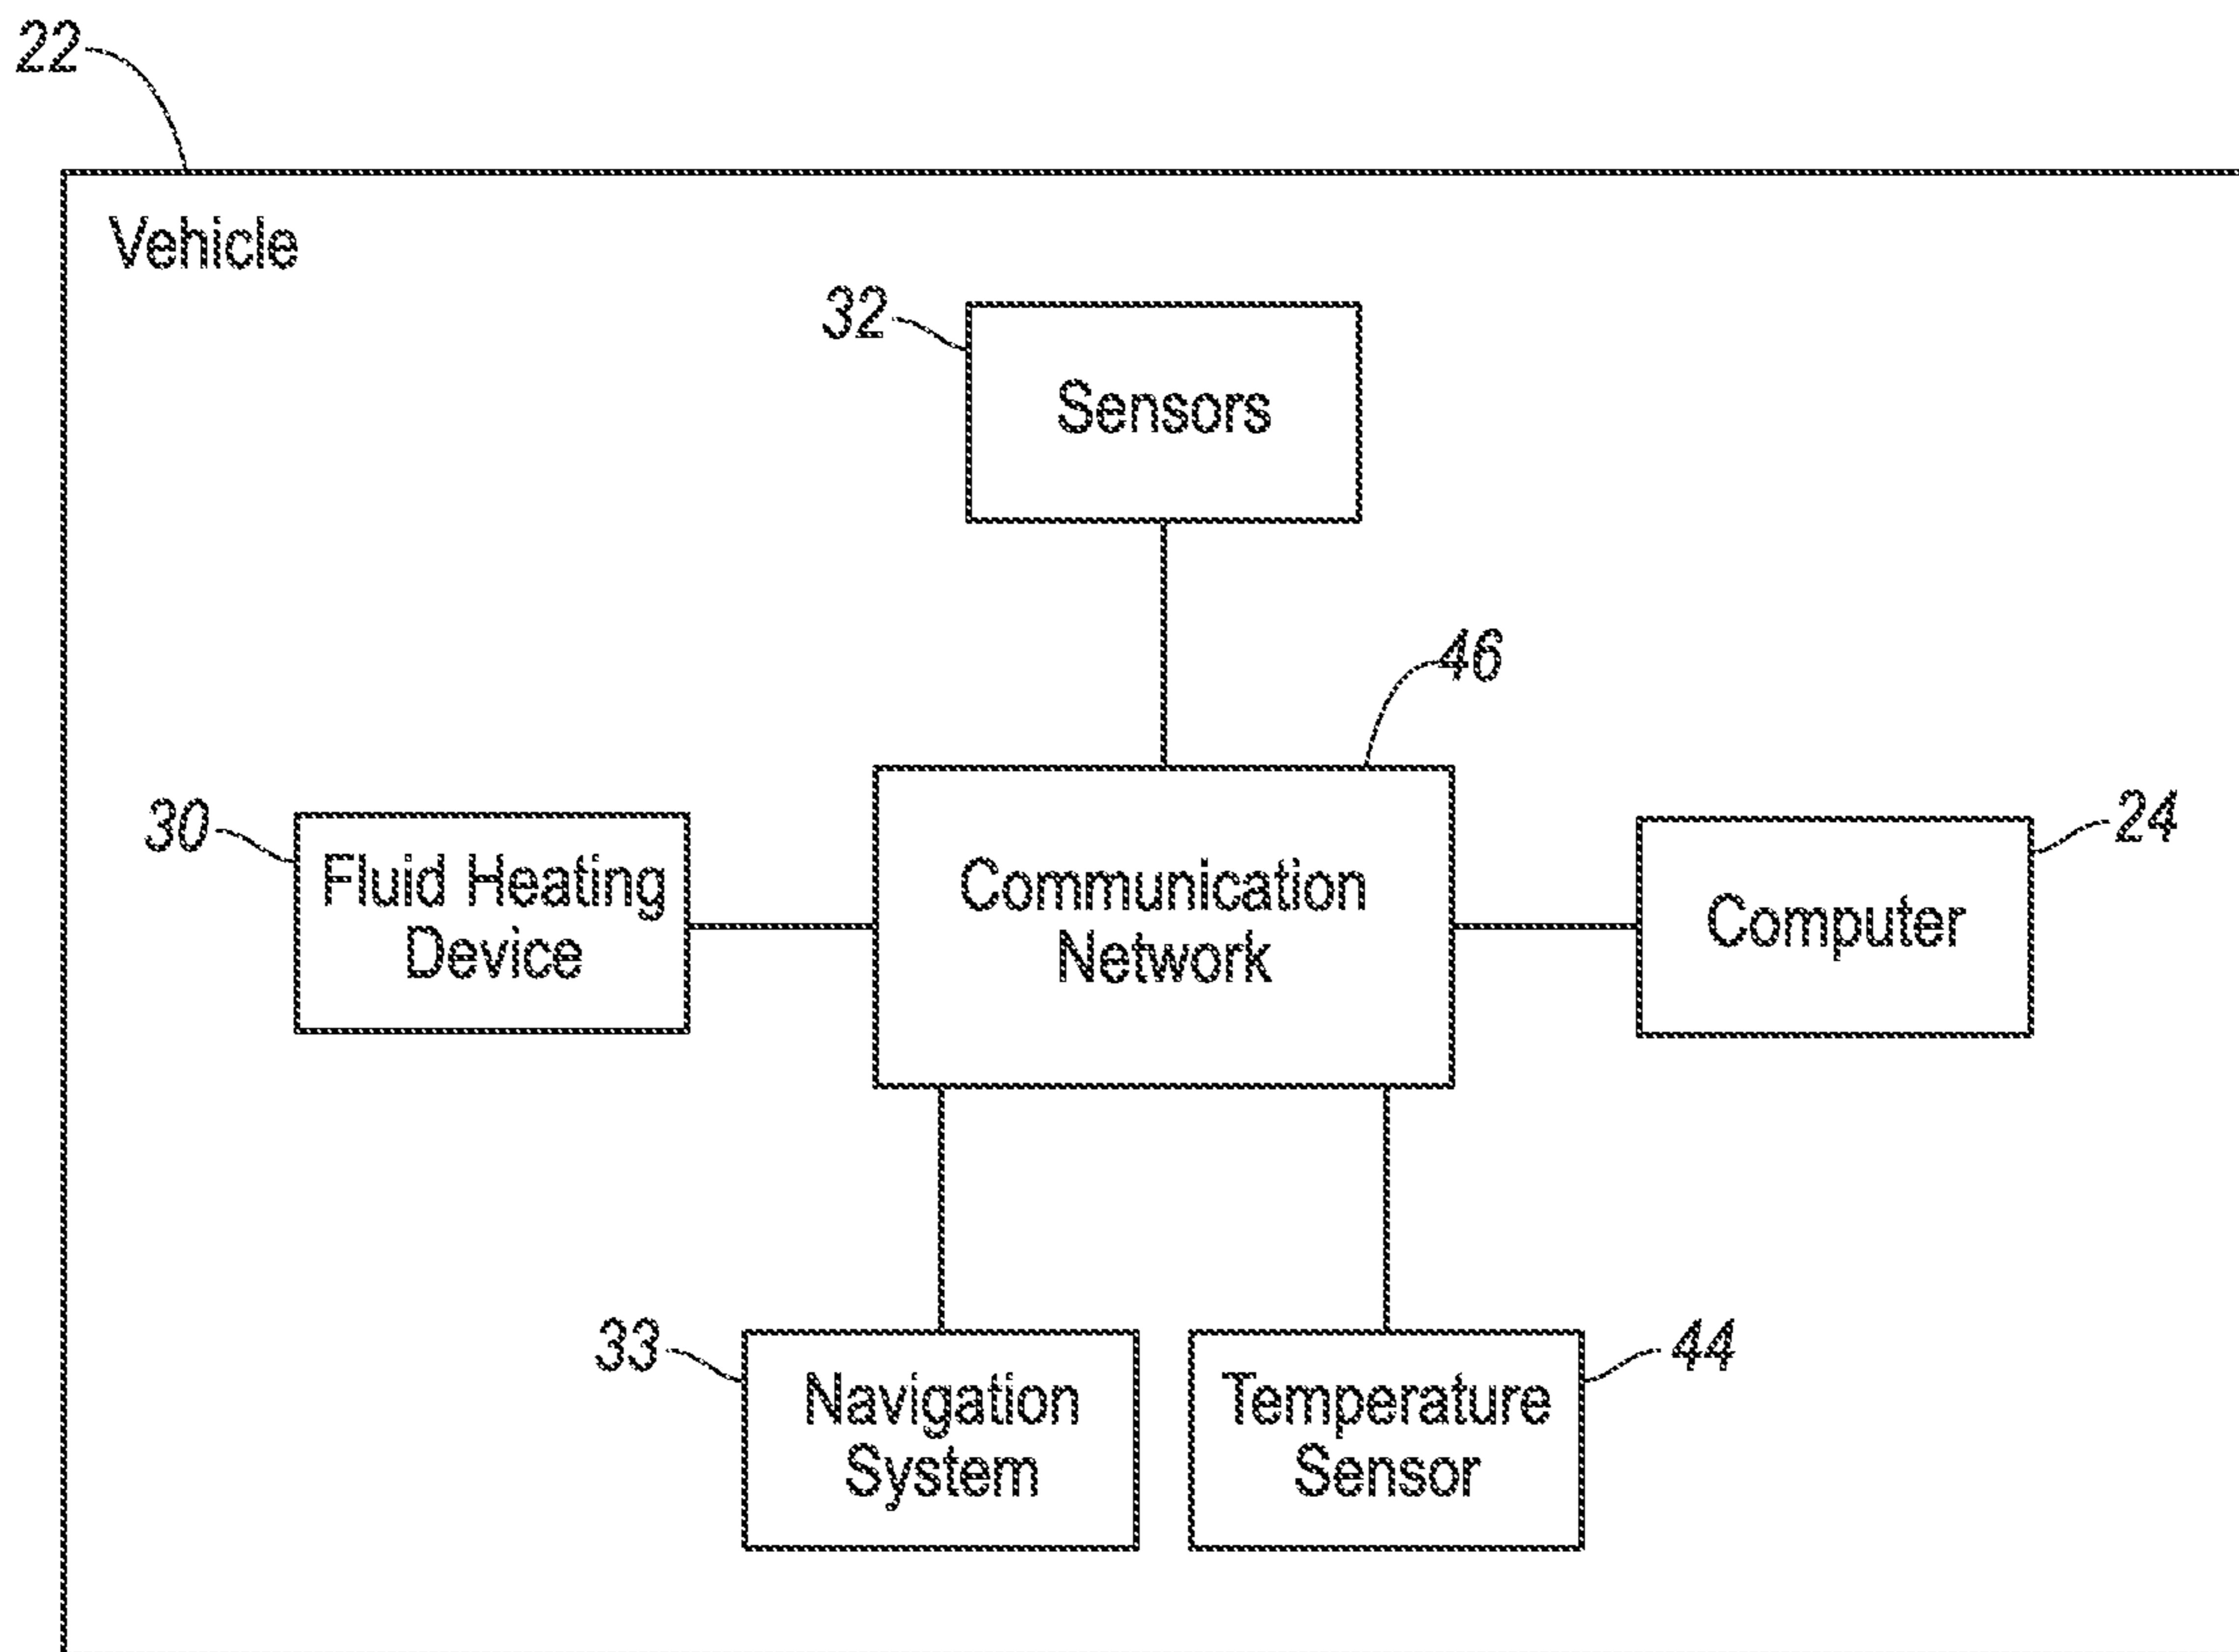 22
Vehicle
32
Sensors
46
30
Fluid Heating
Device
Communication
Network
24
Computer
33
Navigation
System
44
Temperature
Sensor